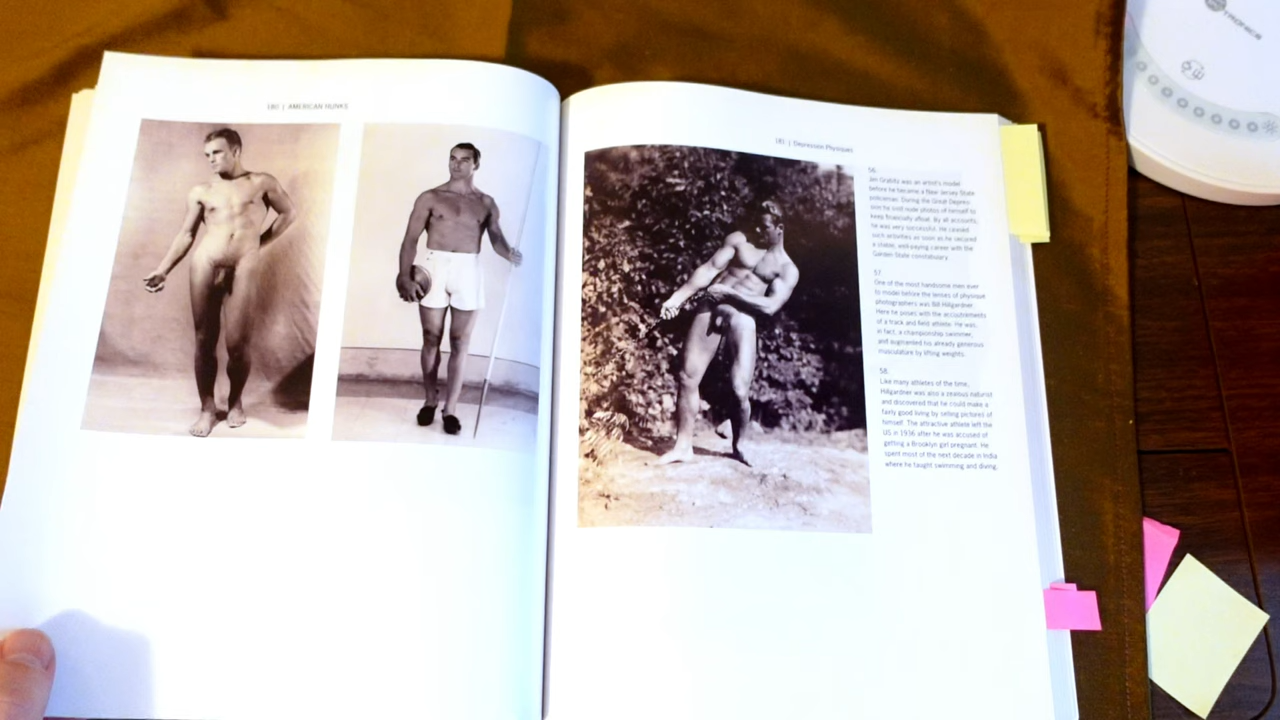 180 | AMERICAN HUNKS
181 | Depression Physiques
56.
Jim Grabitz was an artist's model
before he became a New Jersey State
policeman. During the Great Depres-
sion he sold nude photos of himself to
keep financially afloat. By all accounts,
he was very successful. He ceased
such activities as soon as he secured
a stable, well-paying career with the
Garden State constabulary.
57.
One of the most handsome men ever
to model before the lenses of physique
photographers was Bill Hillgardner.
Here he poses with the accoutrements
of a track and field athlete. He was,
in fact, a championship swimmer,
and augmented his already generous
musculature by lifting weights.
58.
Like many athletes of the time,
Hillgardner was also a zealous naturist
and discovered that he could make a
fairly good living by selling pictures of
himself. The attractive athlete left the
US in 1936 after he was accused of
getting a Brooklyn girl pregnant. He
spent most of the next decade in India
where he taught swimming and diving.
TRONICS